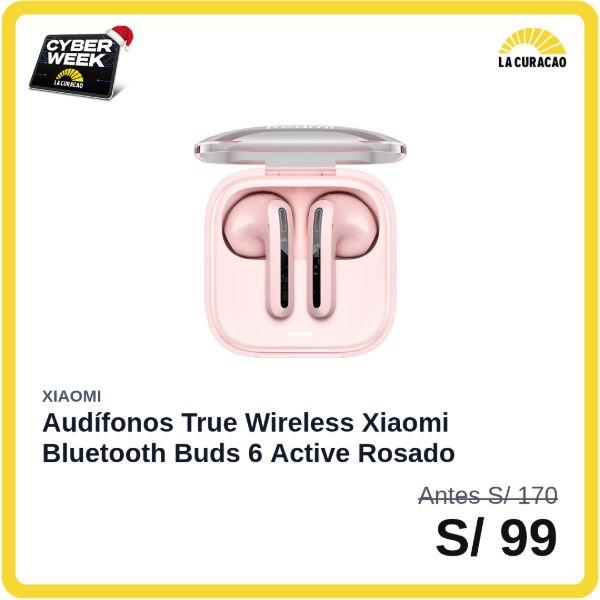 CYBER
WEEK
LA CURACAO
LA CURACAO
XIAOMI
Audífonos True Wireless Xiaomi
Bluetooth Buds 6 Active Rosado
Antes S/ 170
S/ 99